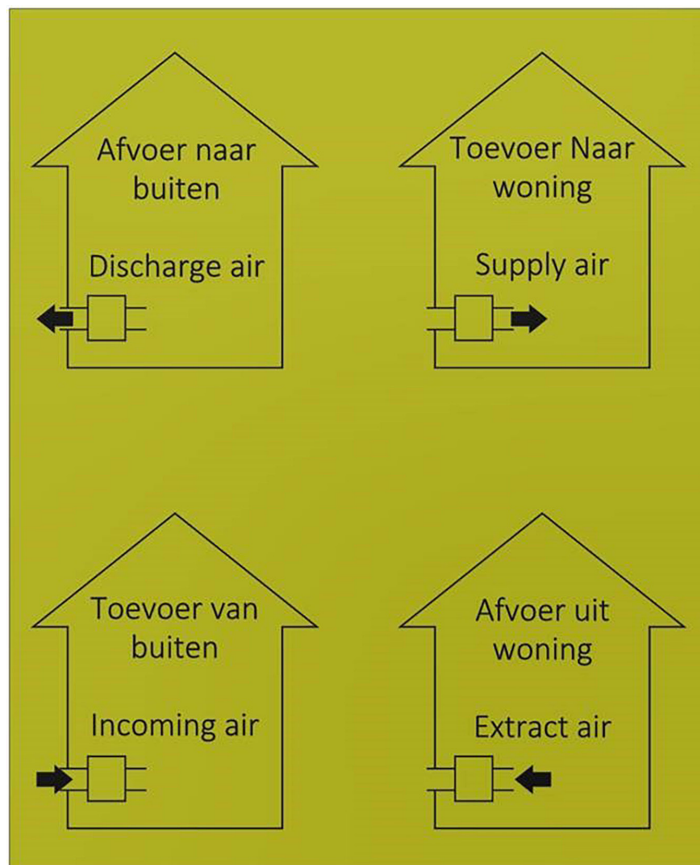 Afvoer naar
buiten
Discharge air
Toevoer Naar
woning
Supply air
Toevoer van
buiten
Incoming air
Afvoer uit
woning
Extract air